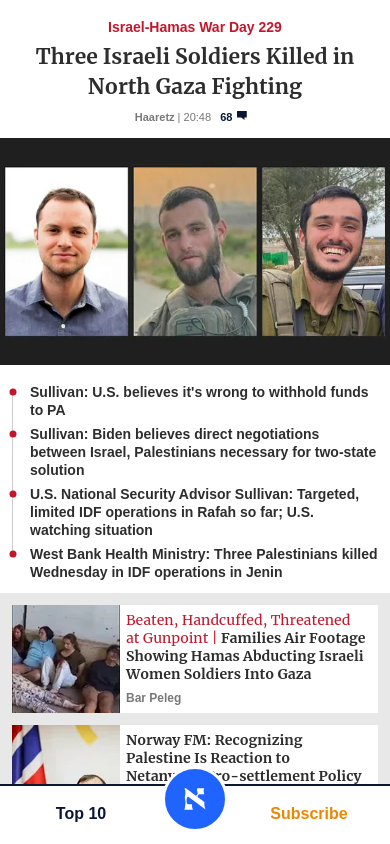 Israel-Hamas War Day 229
Three Israeli Soldiers Killed in
North Gaza Fighting
Haaretz | 20:48 68
Sullivan: U.S. believes it's wrong to withhold funds
to PA
Sullivan: Biden believes direct negotiations
between Israel, Palestinians necessary for two-state
solution
U.S. National Security Advisor Sullivan: Targeted,
limited IDF operations in Rafah so far; U.S.
watching situation
West Bank Health Ministry: Three Palestinians killed
Wednesday in IDF operations in Jenin
Beaten, Handcuffed, Threatened
at Gunpoint | Families Air Footage
Showing Hamas Abducting Israeli
Women Soldiers Into Gaza
Bar Peleg
Norway FM: Recognizing
Palestine Is Reaction to
-settlement Policy
Top 10
א
Subscribe